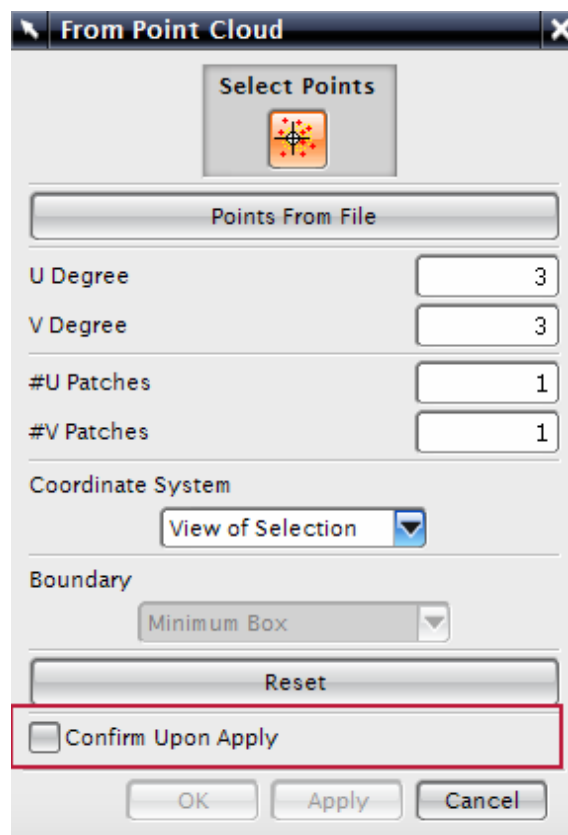 From Point Cloud
Select Points
Points From File
U Degree 3
V Degree 3
#U Patches 1
#V Patches 1
Coordinate System
View of Selection
Boundary
Minimum Box
Reset
Confirm Upon Apply
OK Apply Cancel